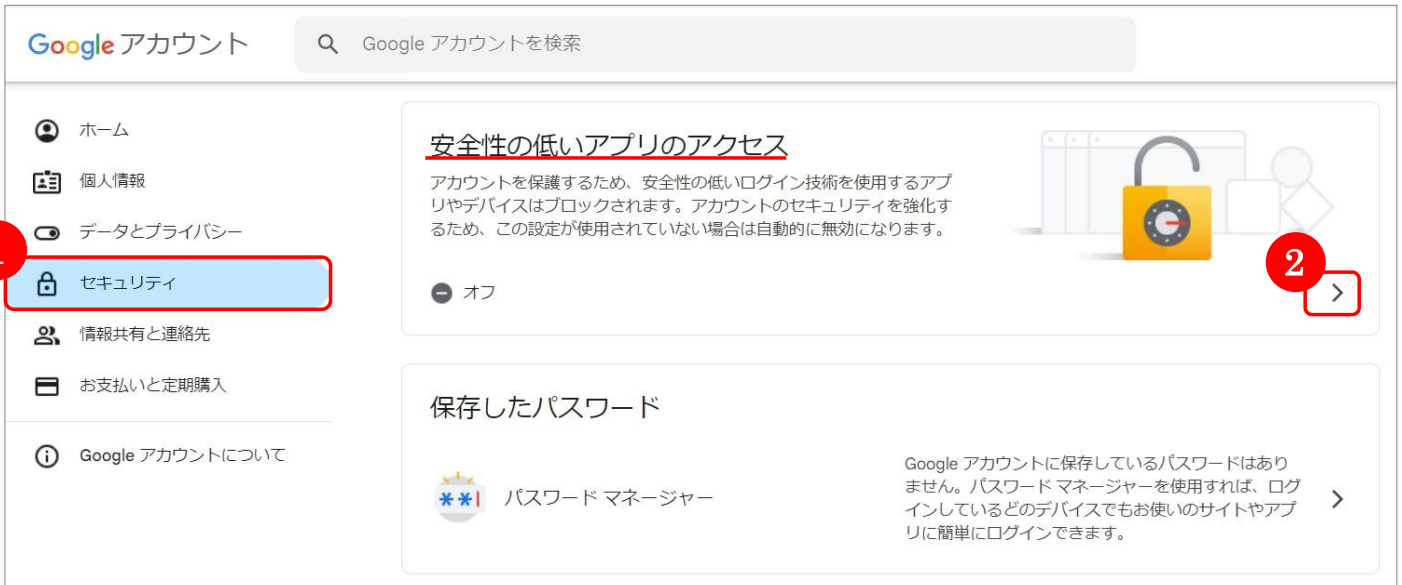 Google アカウント
Google アカウントを検索
ホーム
個人情報
データとプライバシー
セキュリティ
情報共有と連絡先
お支払いと定期購入
Google アカウントについて
安全性の低いアプリのアクセス
アカウントを保護するため、安全性の低いログイン技術を使用するアプ
リやデバイスはブロックされます。アカウントのセキュリティを強化す
るため、この設定が使用されていない場合は自動的に無効になります。
オフ
2
保存したパスワード
**|
パスワード マネージャー
Google アカウントに保存しているパスワードはあり
ません。パスワード マネージャーを使用すれば、ログ
インしているどのデバイスでもお使いのサイトやアプ
リに簡単にログインできます。